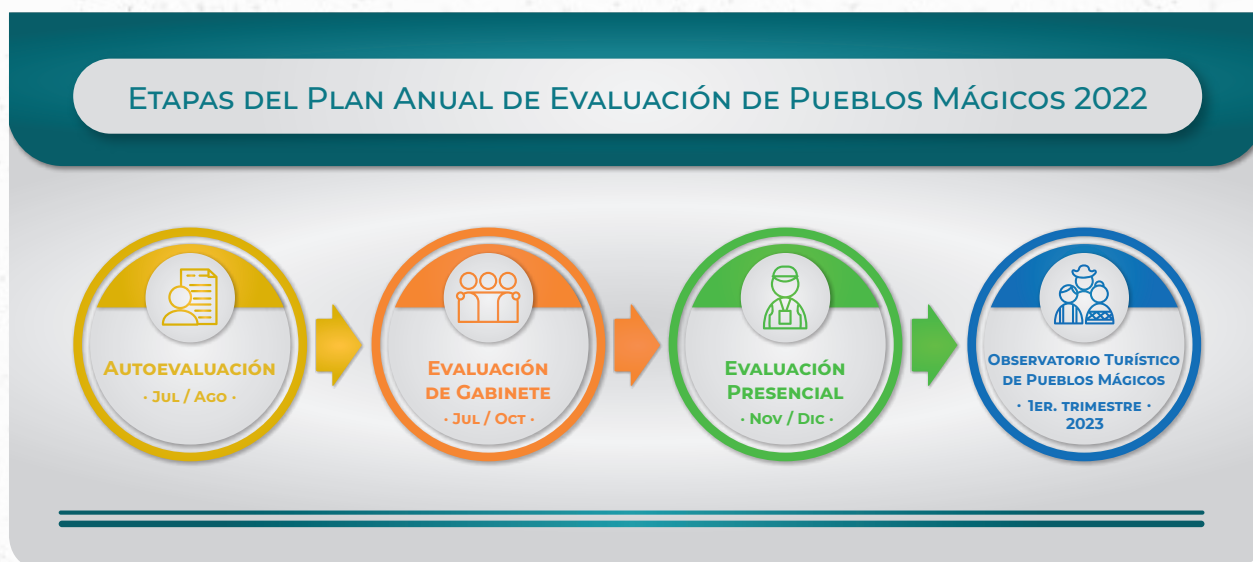 Etapas del Plan Anual de Evaluación de Pueblos Mágicos 2022
Autoevaluación
· Jul / Ago ·
Evaluación
de Gabinete
· Jul / Oct ·
Evaluación
Presencial
· Nov / Dic ·
Observatorio Turístico
de Pueblos Mágicos
· 1er. trimestre ·
2023